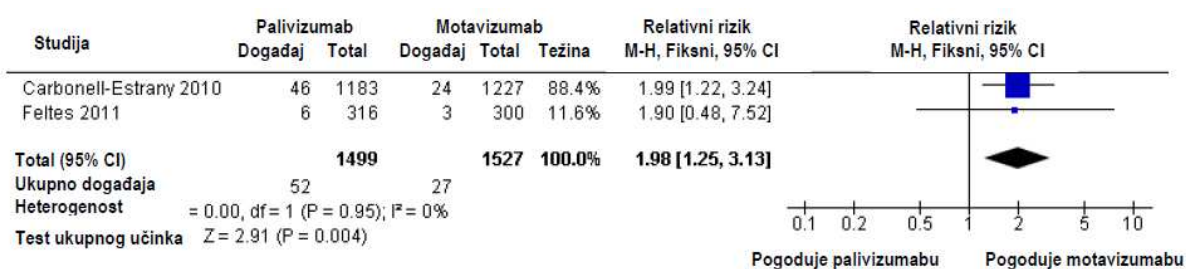 Palivizumab Motavizumab Relativni rizik Relativni rizik
Studija Događaj Total Događaj Total Težina M-H, Fiksni, 95% CI M-H, Fiksni, 95% CI
Carbonell-Estrany 2010 46 1183 24 1227 88.4% 1.99 [1.22, 3.24]
Feltes 2011 6 316 3 300 11.6% 1.90 [0.48, 7.52]
Total (95% CI) 1499 1527 100.0% 1.98 [1.25, 3.13]
Ukupno događaja 52 27
Heterogenost = 0.00, df = 1 (P = 0.95); I² = 0%
Test ukupnog učinka Z = 2.91 (P = 0.004)
0.1 0.2 0.5 1 2 5 10
Pogoduje palivizumabu Pogoduje motavizumabu